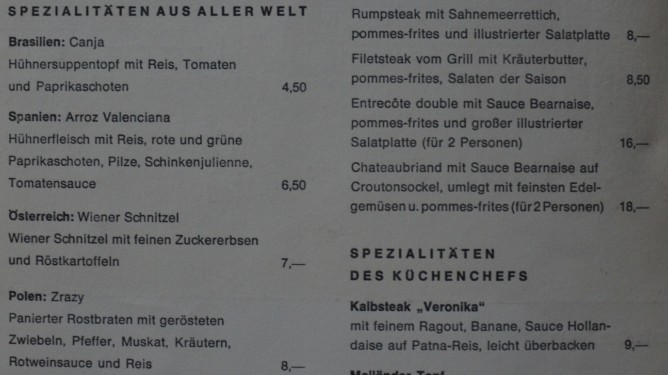 SPEZIALITÄTEN AUS ALLER WELT
Brasilien: Canja
Hühnersuppentopf mit Reis, Tomaten
und Paprikaschoten 4,50
Spanien: Arroz Valenciana
Hühnerfleisch mit Reis, rote und grüne
Paprikaschoten, Pilze, Schinkenjulienne,
Tomatensauce 6,50
Österreich: Wiener Schnitzel
Wiener Schnitzel mit feinen Zuckererbsen
und Röstkartoffeln 7,—
Polen: Zrazy
Panierter Rostbraten mit gerösteten
Zwiebeln, Pfeffer, Muskat, Kräutern,
Rotweinsauce und Reis 8,—
Rumpsteak mit Sahnemeerrettich,
pommes-frites und illustrierter Salatplatte 8,—
Filetsteak vom Grill mit Kräuterbutter,
pommes-frites, Salaten der Saison 8,50
Entrecôte double mit Sauce Bearnaise,
pommes-frites und großer illustrierter
Salatplatte (für 2 Personen) 16,—
Chateaubriand mit Sauce Bearnaise auf
Croutonsockel, umlegt mit feinsten Edel-
gemüsen u. pommes-frites (für 2 Personen) 18,—
SPEZIALITÄTEN
DES KÜCHENCHEFS
Kalbsteak „Veronika“
mit feinem Ragout, Banane, Sauce Hollan-
daise auf Patna-Reis, leicht überbacken 9,—